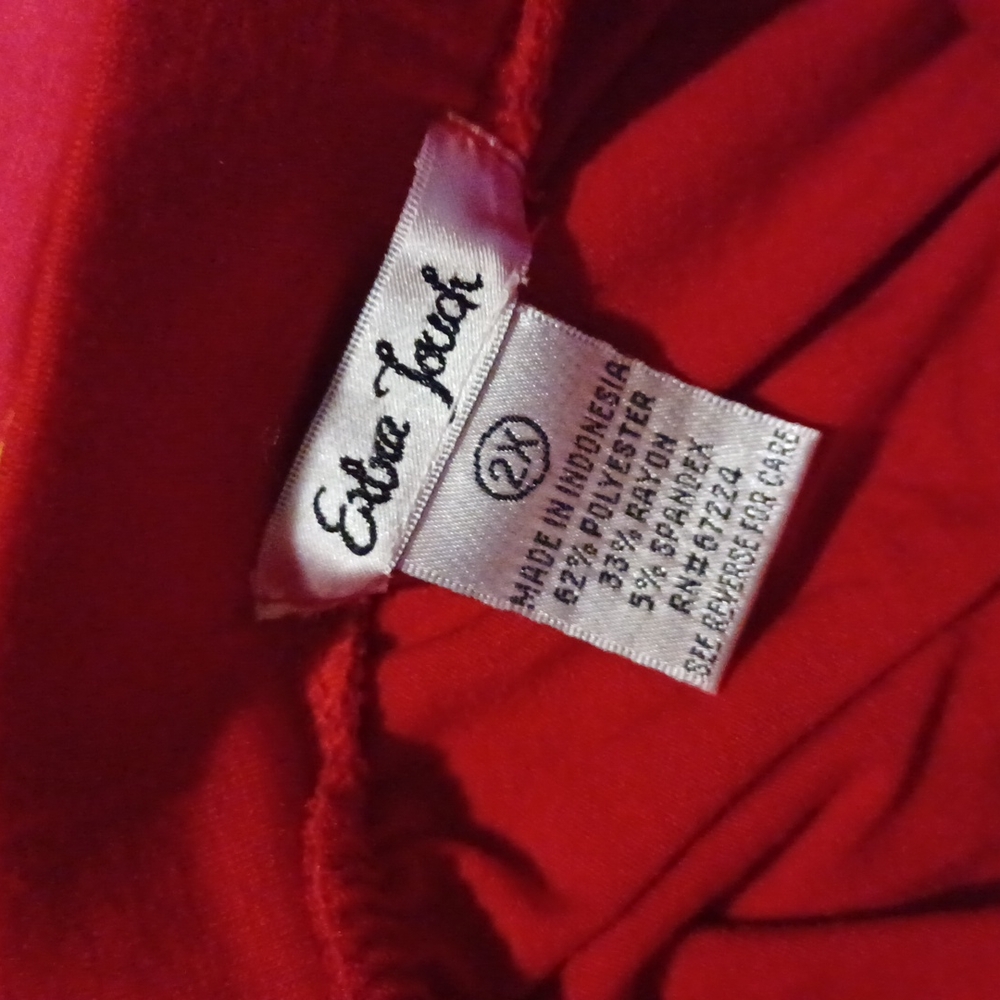 Extra Touch
2X
MADE IN INDONESIA
62% POLYESTER
33% RAYON
5% SPANDEX
RN#67224
SEE REVERSE FOR CARE